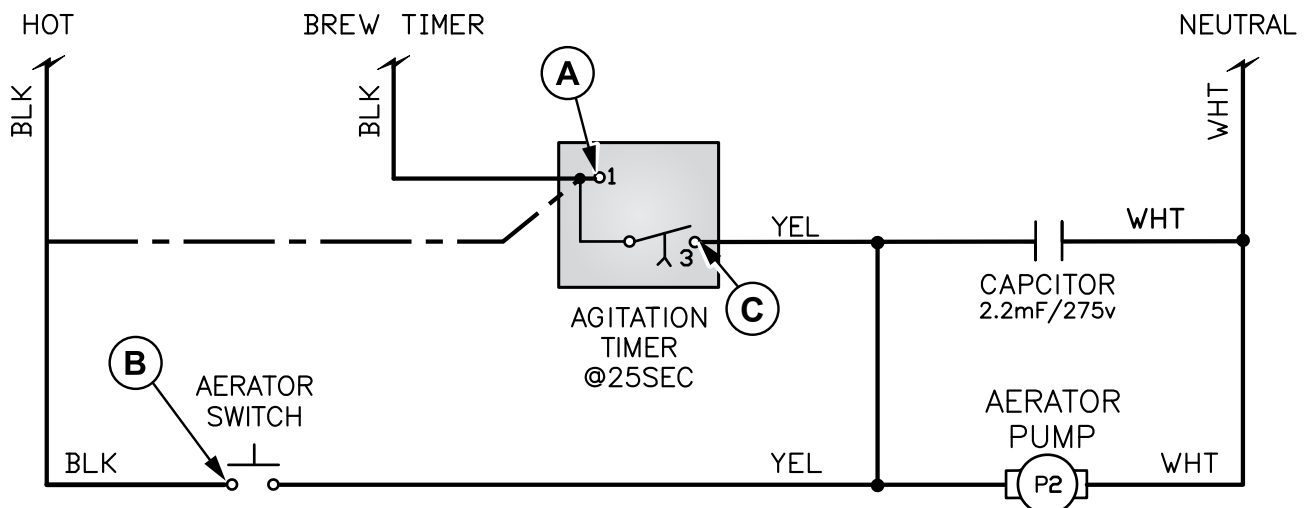 HOT
BREW TIMER
NEUTRAL
BLK
BLK
WHT
A
1
YEL
WHT
3
C
CAPCITOR
2.2mF/275v
AGITATION
TIMER
@25SEC
B
AERATOR
SWITCH
AERATOR
PUMP
BLK
YEL
P2
WHT